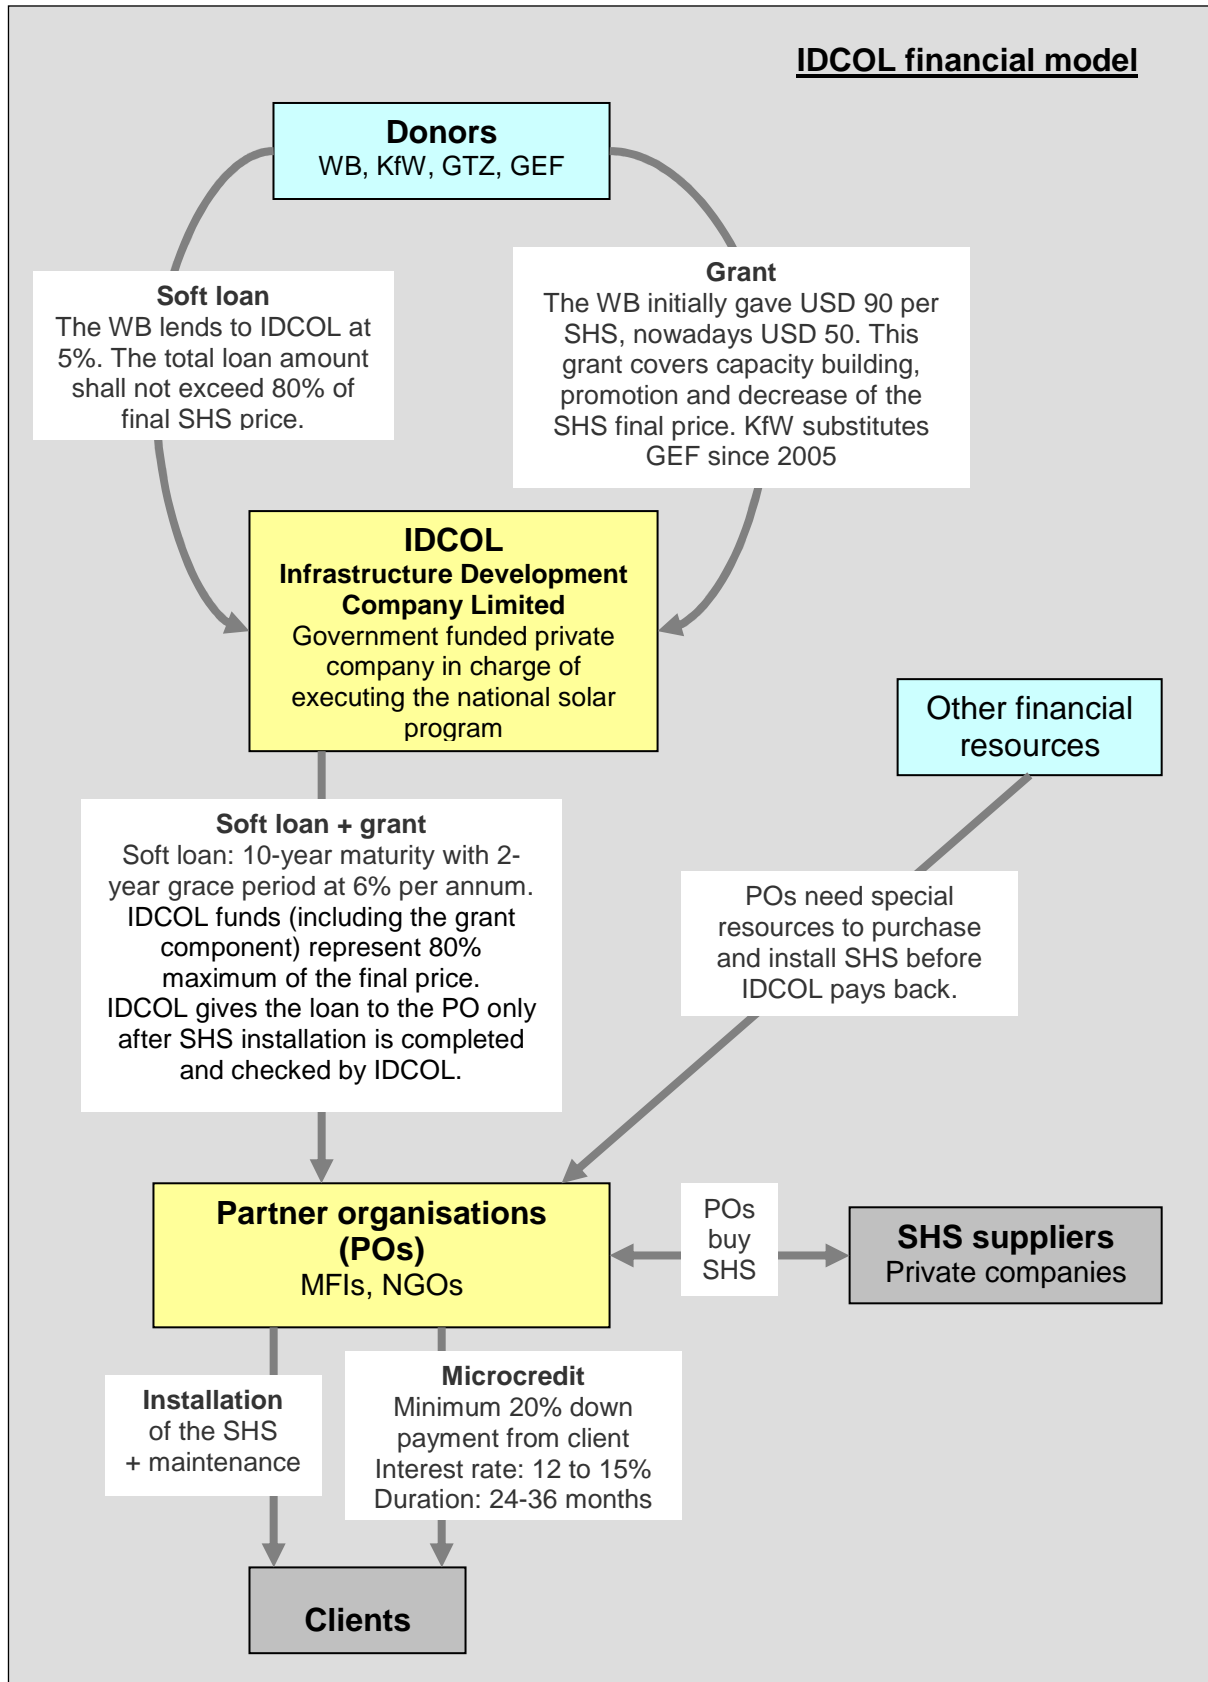 IDCOL financial model
Donors
WB, KfW, GTZ, GEF
Soft loan
The WB lends to IDCOL at
5%. The total loan amount
shall not exceed 80% of
final SHS price.
Grant
The WB initially gave USD 90 per
SHS, nowadays USD 50. This
grant covers capacity building,
promotion and decrease of the
SHS final price. KfW substitutes
GEF since 2005
IDCOL
Infrastructure Development
Company Limited
Government funded private
company in charge of
executing the national solar
program
Other financial
resources
Soft loan + grant
Soft loan: 10-year maturity with 2-
year grace period at 6% per annum.
IDCOL funds (including the grant
component) represent 80%
maximum of the final price.
IDCOL gives the loan to the PO only
after SHS installation is completed
and checked by IDCOL.
POs need special
resources to purchase
and install SHS before
IDCOL pays back.
Partner organisations
(POs)
MFIs, NGOs
POs
buy
SHS
SHS suppliers
Private companies
Installation
of the SHS
+ maintenance
Microcredit
Minimum 20% down
payment from client
Interest rate: 12 to 15%
Duration: 24-36 months
Clients